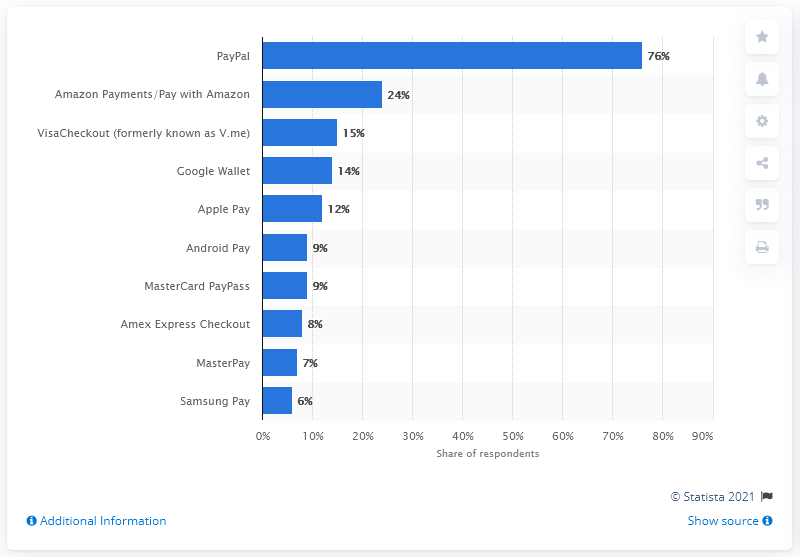 PayPal 76%
Amazon Payments/Pay with Amazon 24%
VisaCheckout (formerly known as V.me) 15%
Google Wallet 14%
Apple Pay 12%
Android Pay 9%
MasterCard PayPass 9%
Amex Express Checkout 8%
MasterPay 7%
Samsung Pay 6%
0% 10% 20% 30% 40% 50% 60% 70% 80% 90%
Share of respondents
© Statista 2021
Additional Information
Show source